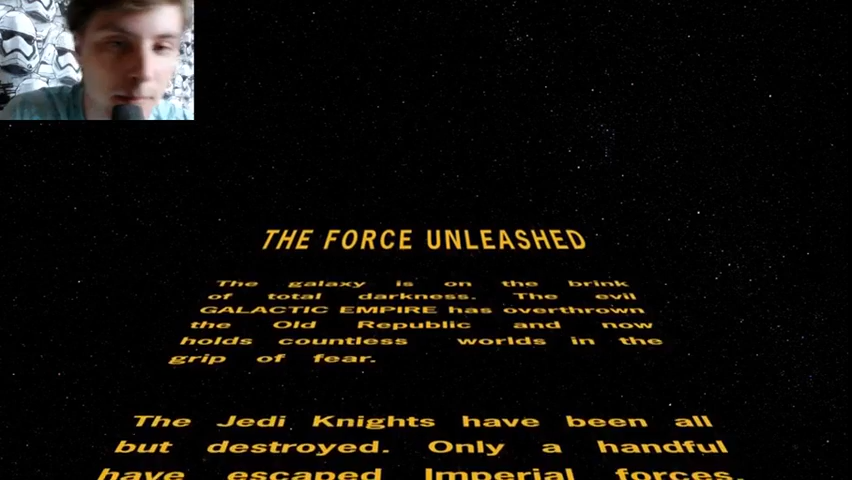 THE FORCE UNLEASHED
The galaxy is on the brink
of total darkness. The evil
GALACTIC EMPIRE has overthrown
the Old Republic and now
holds countless worlds in the
grip of fear.
The Jedi Knights have been all
but destroyed. Only a handful
have escaped Imperial forces,